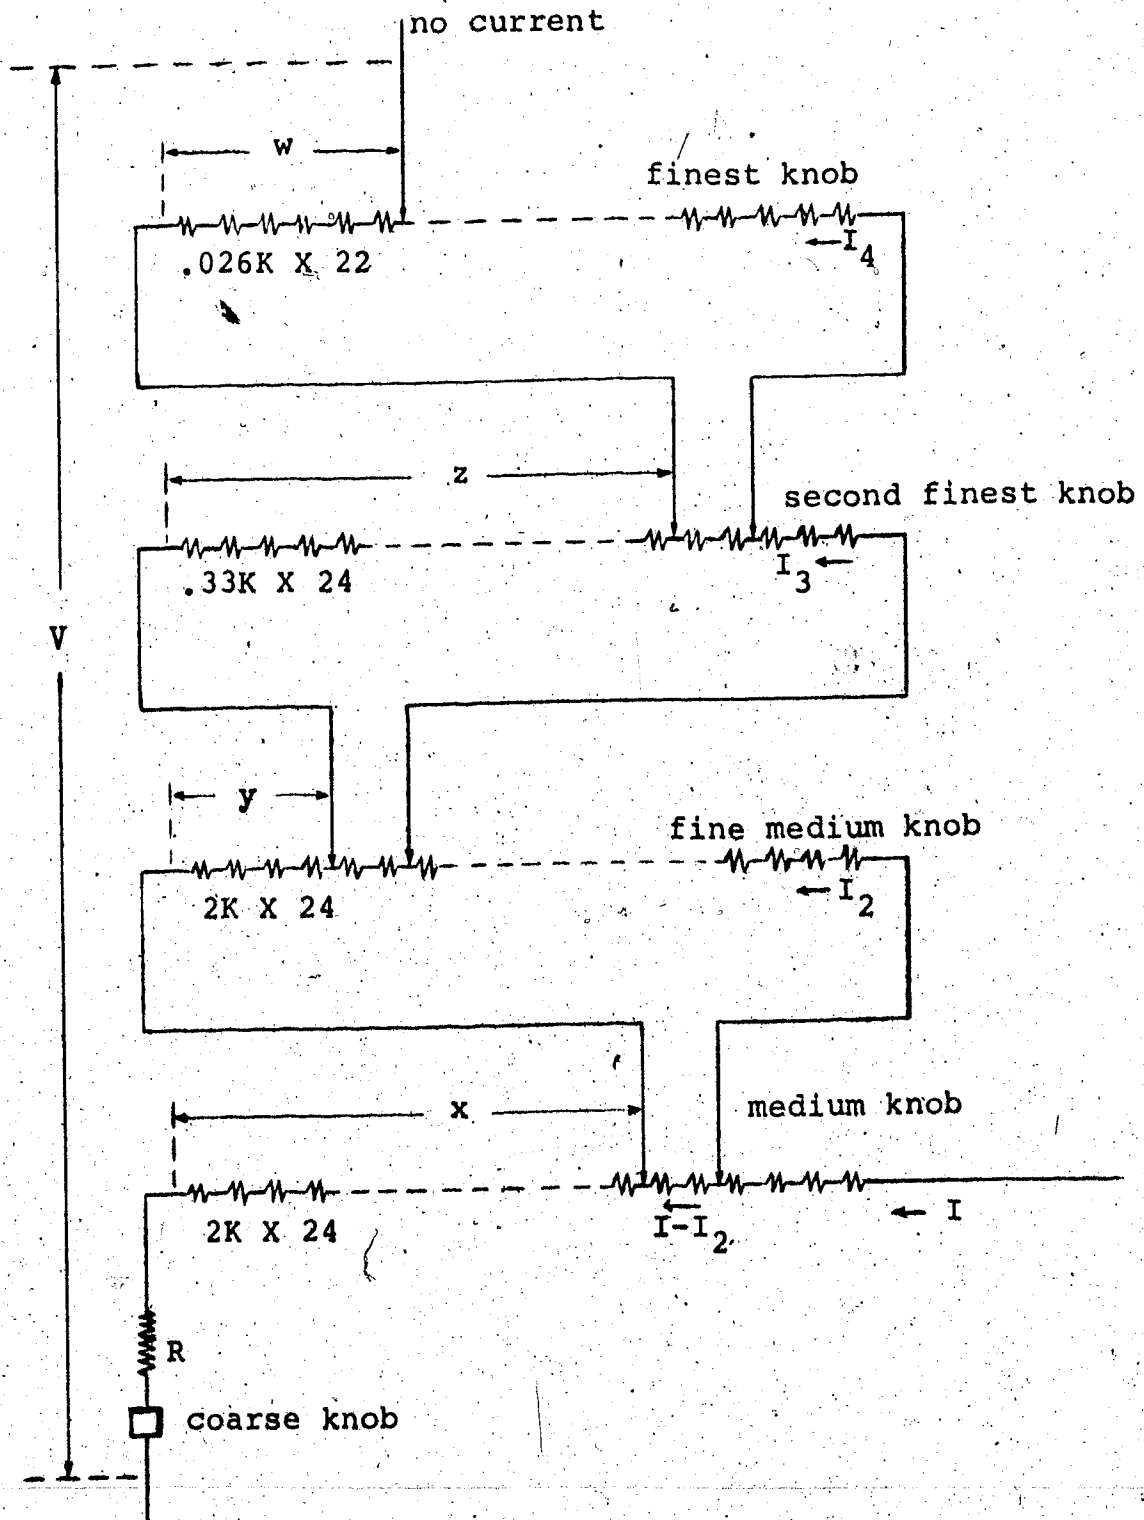 no current
w
finest knob
I4
.026K X 22
z
second finest knob
I3
.33K X 24
V
y
fine medium knob
I2
2K X 24
x
medium knob
I-I2
I
2K X 24
R
coarse knob